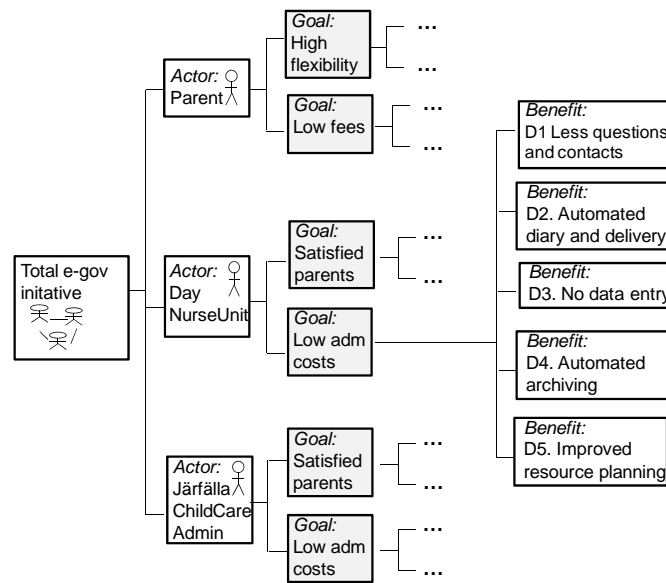 Total e-gov
initative
Actor:
Parent
Goal:
High
flexibility
...
...
Goal:
Low fees
...
...
Actor:
Day
NurseUnit
Goal:
Satisfied
parents
...
...
Goal:
Low adm
costs
Benefit:
D1 Less questions
and contacts
Benefit:
D2. Automated
diary and delivery
Benefit:
D3. No data entry
Benefit:
D4. Automated
archiving
Benefit:
D5. Improved
resource planning
Actor:
Järfälla
ChildCare
Admin
Goal:
Satisfied
parents
...
...
Goal:
Low adm
costs
...
...